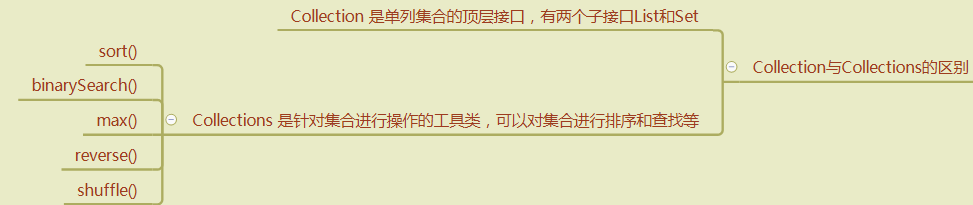 Collection 是单列集合的顶层接口，有两个子接口List和Set
Collection与Collections的区别
Collections 是针对集合进行操作的工具类，可以对集合进行排序和查找等
sort()
binarySearch()
max()
reverse()
shuffle()